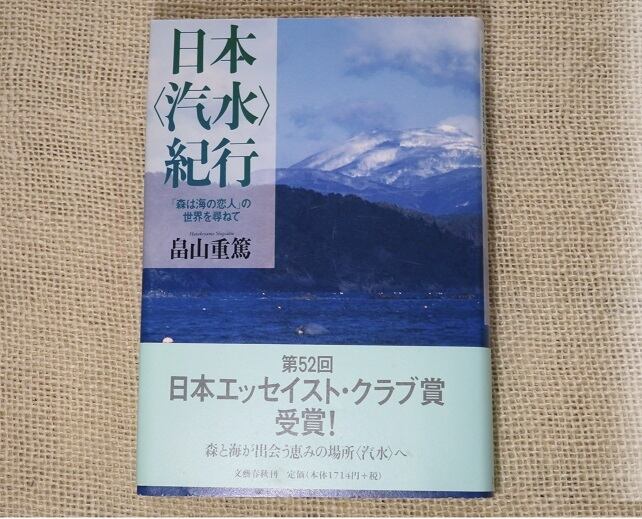 日本
〈汽水〉
紀行
「森は海の恋人」の
世界を尋ねて
Hatakeyama Shigeatsu
畠山重篤
第52回
日本エッセイスト・クラブ賞
受賞!
森と海が出会う恵みの場所〈汽水〉へ
文藝春秋刊 定価(本体1714円+税)